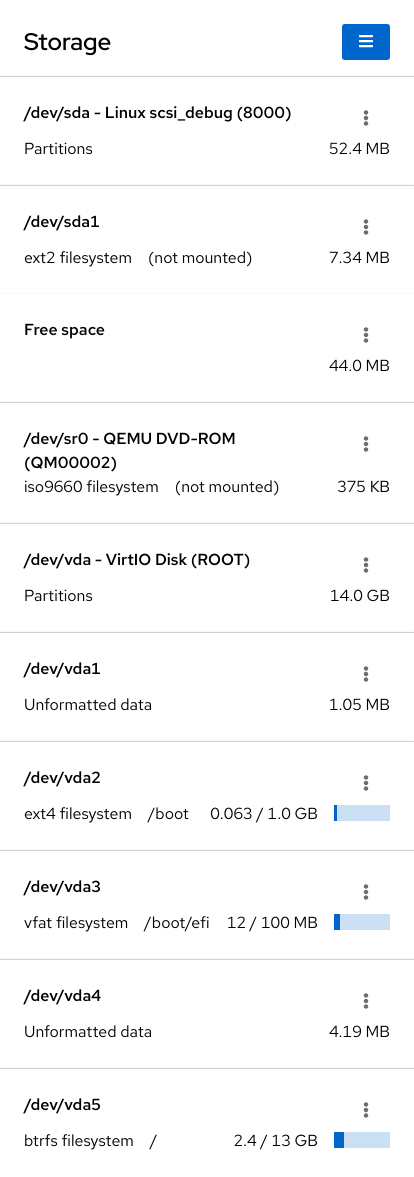 Storage
/dev/sda - Linux scsi_debug (8000)
Partitions 52.4 MB
/dev/sda1
ext2 filesystem (not mounted) 7.34 MB
Free space
44.0 MB
/dev/sr0 - QEMU DVD-ROM
(QM00002)
iso9660 filesystem (not mounted) 375 KB
/dev/vda - VirtIO Disk (ROOT)
Partitions 14.0 GB
/dev/vda1
Unformatted data 1.05 MB
/dev/vda2
ext4 filesystem /boot 0.063 / 1.0 GB
/dev/vda3
vfat filesystem /boot/efi 12 / 100 MB
/dev/vda4
Unformatted data 4.19 MB
/dev/vda5
btrfs filesystem / 2.4 / 13 GB